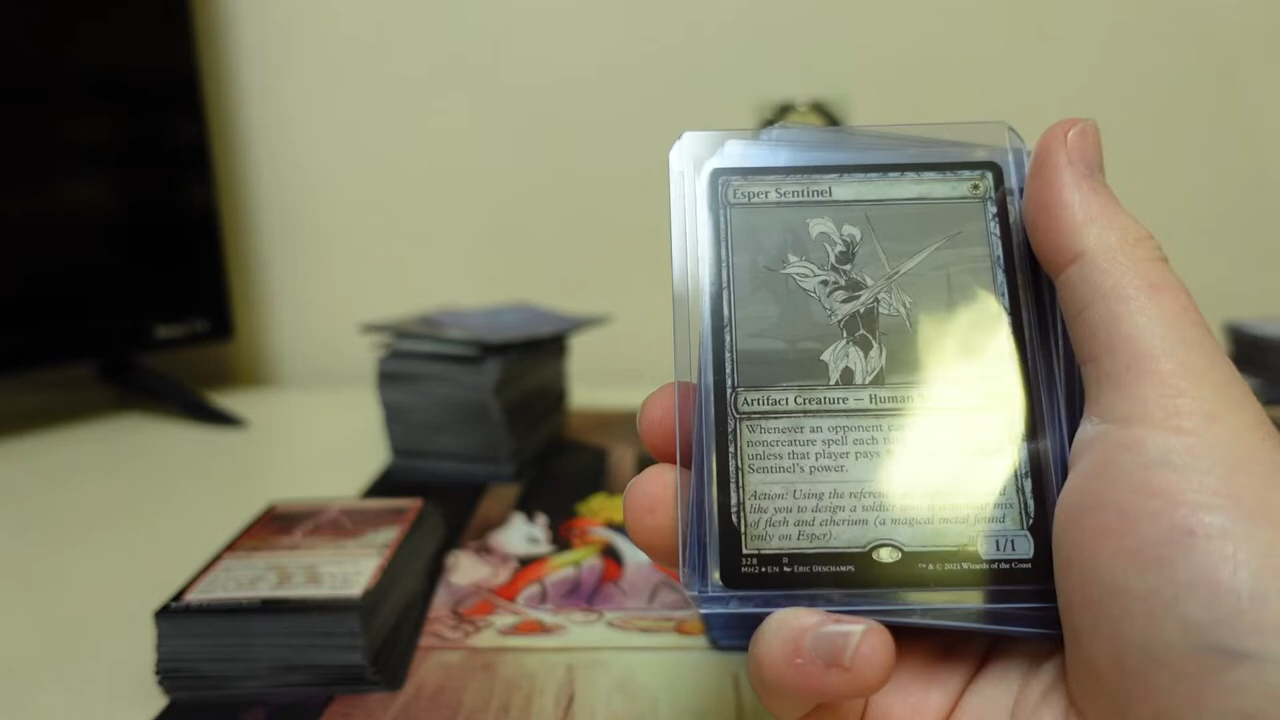 Esper Sentinel
Artifact Creature — Human
Whenever an opponent
noncreature spell each
unless that player pays
Sentinel's power.
Action: Using the
like you to design a soldier mix
of flesh and etherium (a magical metal found
only on Esper).
1/1
328 R
MH2 EN ERIC DESCHAMPS ™ & © 2021 Wizards of the Coast